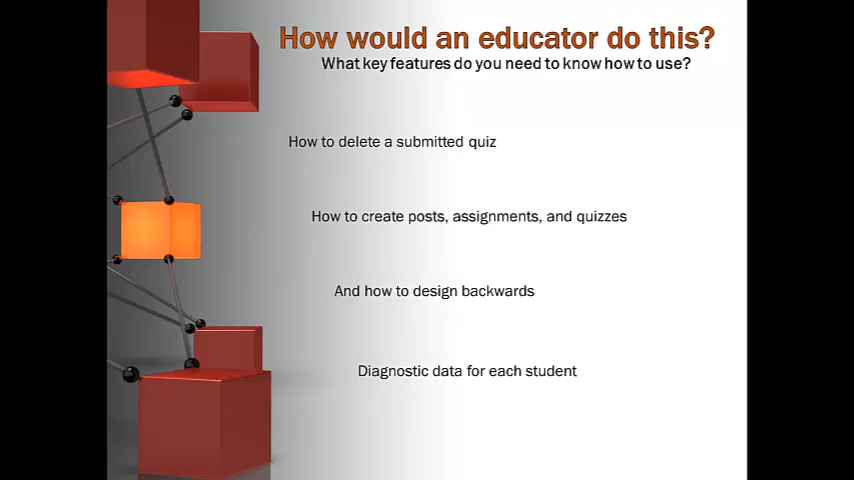 How would an educator do this?
What key features do you need to know how to use?
How to delete a submitted quiz
How to create posts, assignments, and quizzes
And how to design backwards
Diagnostic data for each student